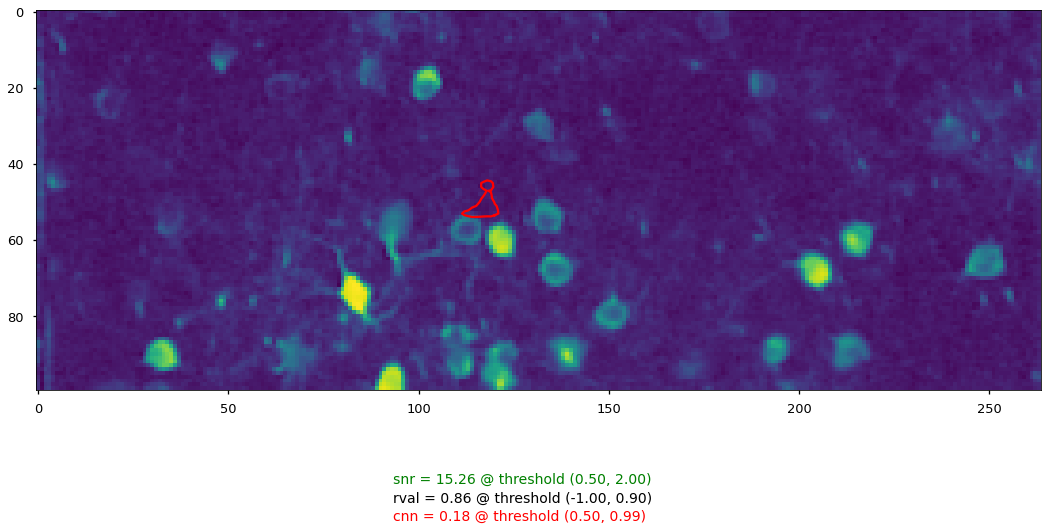 0
20
40
60
80
0 50 100 150 200 250
snr = 15.26 @ threshold (0.50, 2.00)
rval = 0.86 @ threshold (-1.00, 0.90)
cnn = 0.18 @ threshold (0.50, 0.99)